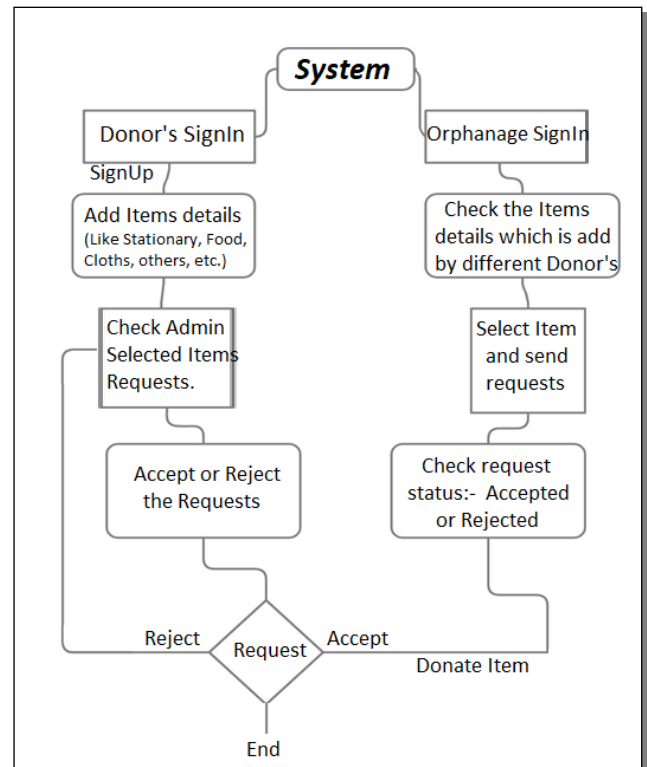 System
Donor's SignIn
SignUp
Add Items details
(Like Stationary, Food,
Cloths, others, etc.)
Check Admin
Selected Items
Requests.
Accept or Reject
the Requests
Orphanage SignIn
Check the Items
details which is add
by different Donor's
Select Item
and send
requests
Check request
status:- Accepted
or Rejected
Reject
Request
Accept
Donate Item
End